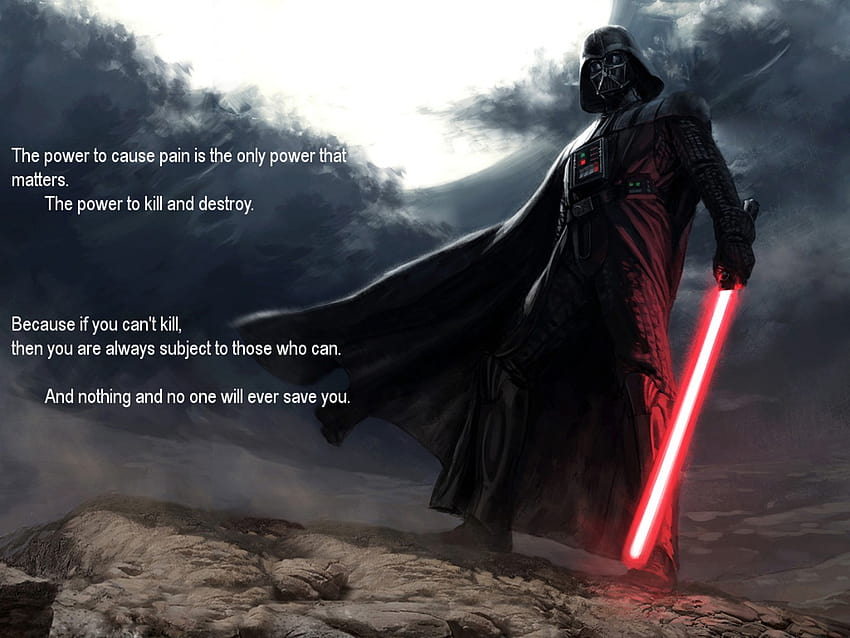 The power to cause pain is the only power that
matters.
The power to kill and destroy.
Because if you can't kill,
then you are always subject to those who can.
And nothing and no one will ever save you.